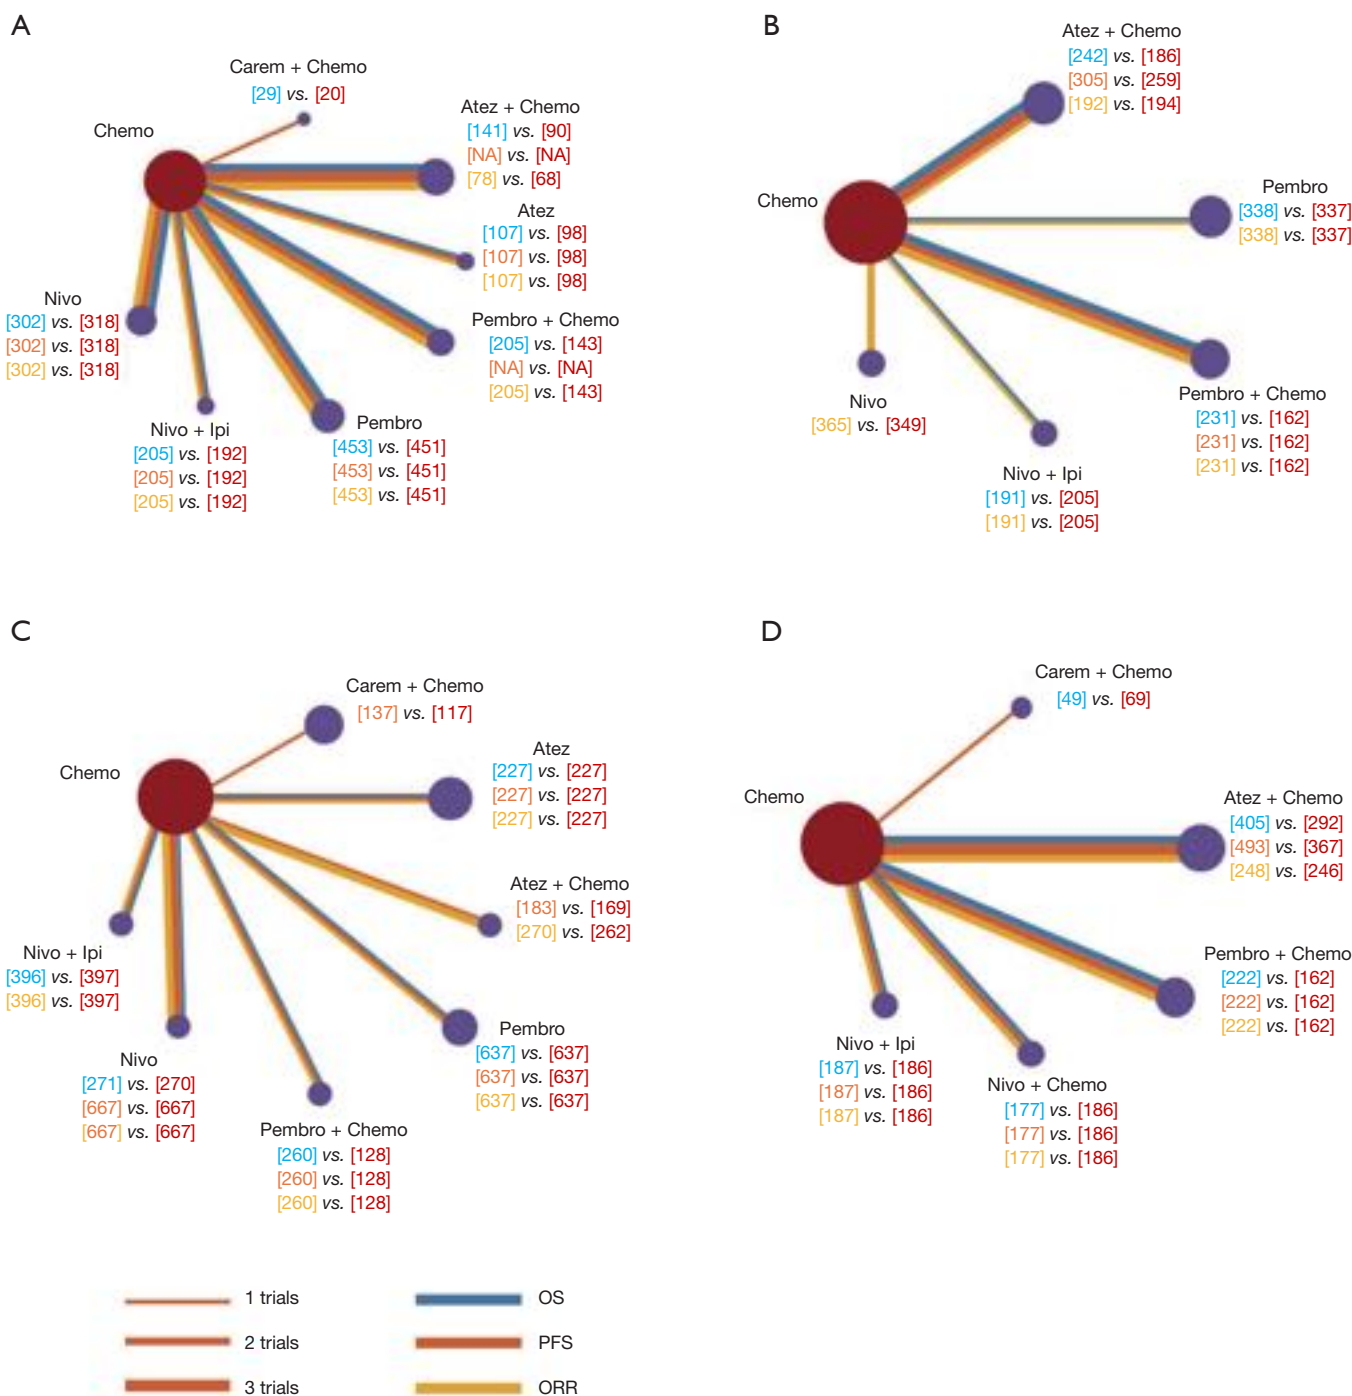 A
Carem + Chemo
[29] vs. [20]
Chemo
Atez + Chemo
[141] vs. [90]
[NA] vs. [NA]
[78] vs. [68]
Atez
[107] vs. [98]
[107] vs. [98]
[107] vs. [98]
Pembro + Chemo
[205] vs. [143]
[NA] vs. [NA]
[205] vs. [143]
Nivo
[302] vs. [318]
[302] vs. [318]
[302] vs. [318]
Nivo + Ipi
[205] vs. [192]
[205] vs. [192]
[205] vs. [192]
Pembro
[453] vs. [451]
[453] vs. [451]
[453] vs. [451]
B
Atez + Chemo
[242] vs. [186]
[305] vs. [259]
[192] vs. [194]
Chemo
Pembro
[338] vs. [337]
[338] vs. [337]
Pembro + Chemo
[231] vs. [162]
[231] vs. [162]
[231] vs. [162]
Nivo
[365] vs. [349]
Nivo + Ipi
[191] vs. [205]
[191] vs. [205]
C
Carem + Chemo
[137] vs. [117]
Chemo
Atez
[227] vs. [227]
[227] vs. [227]
[227] vs. [227]
Atez + Chemo
[183] vs. [169]
[270] vs. [262]
Nivo + Ipi
[396] vs. [397]
[396] vs. [397]
Pembro
[637] vs. [637]
[637] vs. [637]
[637] vs. [637]
Nivo
[271] vs. [270]
[667] vs. [667]
[667] vs. [667]
Pembro + Chemo
[260] vs. [128]
[260] vs. [128]
[260] vs. [128]
D
Carem + Chemo
[49] vs. [69]
Chemo
Atez + Chemo
[405] vs. [292]
[493] vs. [367]
[248] vs. [246]
Pembro + Chemo
[222] vs. [162]
[222] vs. [162]
[222] vs. [162]
Nivo + Ipi
[187] vs. [186]
[187] vs. [186]
[187] vs. [186]
Nivo + Chemo
[177] vs. [186]
[177] vs. [186]
[177] vs. [186]
1 trials
OS
2 trials
PFS
3 trials
ORR